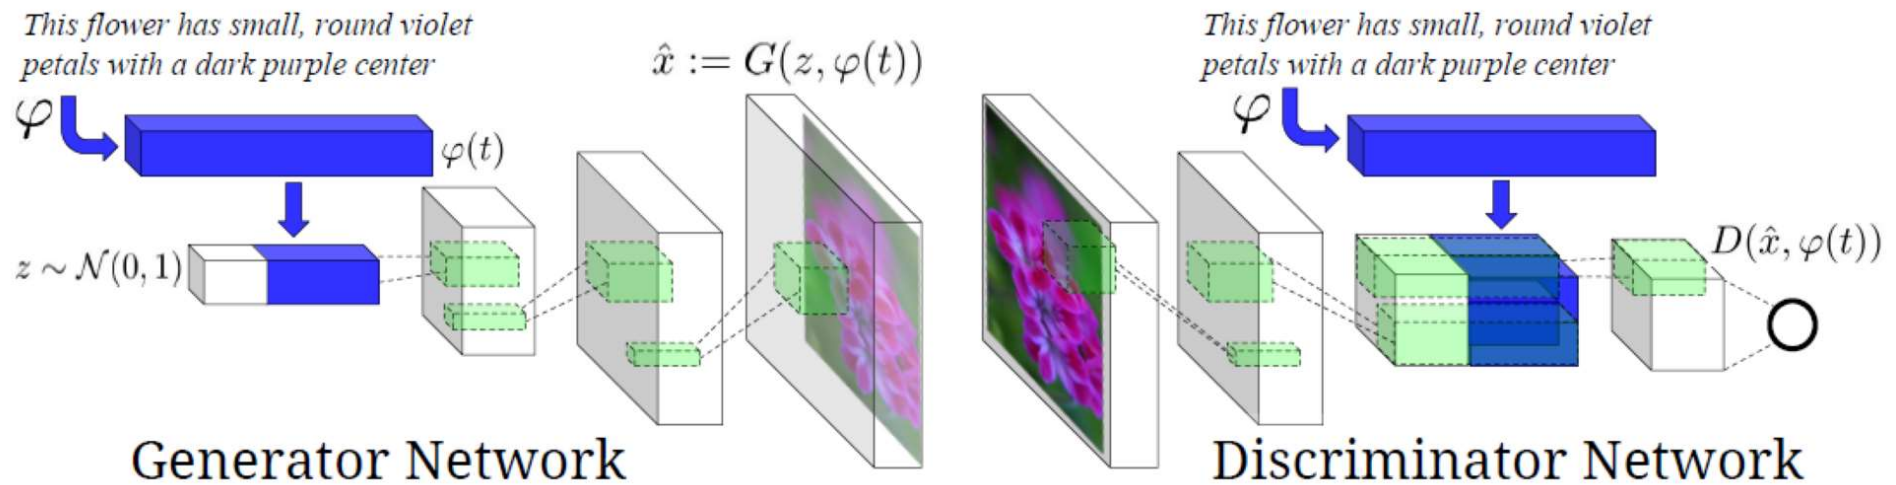 This flower has small, round violet
petals with a dark purple center
φ
φ(t)
z ∼ 𝒩(0, 1)
x̂ := G(z, φ(t))
Generator Network
This flower has small, round violet
petals with a dark purple center
φ
D(x̂, φ(t))
Discriminator Network